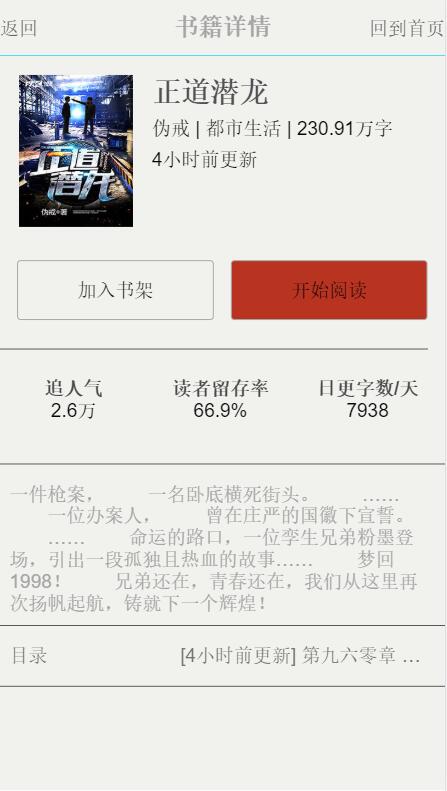 返回 书籍详情 回到首页
正道潜龙
伪戒 | 都市生活 | 230.91万字
4小时前更新
正道
潜龙
伪戒◎著
加入书架 开始阅读
追人气 读者留存率 日更字数/天
2.6万 66.9% 7938
一件枪案， 一名卧底横死街头。 ……
一位办案人， 曾在庄严的国徽下宣誓。
…… 命运的路口，一位孪生兄弟粉墨登
场，引出一段孤独且热血的故事…… 梦回
1998！ 兄弟还在，青春还在，我们从这里再
次扬帆起航，铸就下一个辉煌！
目录 [4小时前更新] 第九六零章 …